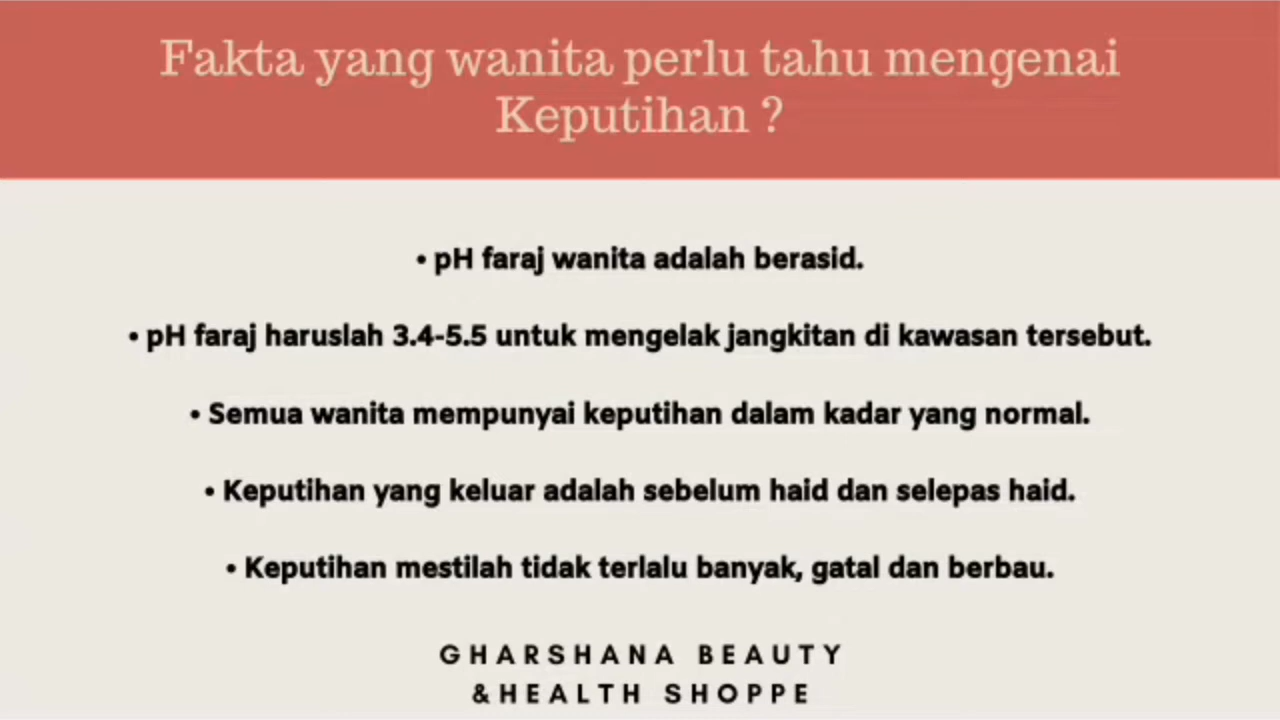 Fakta yang wanita perlu tahu mengenai
Keputihan ?
• pH faraj wanita adalah berasid.
• pH faraj haruslah 3.4-5.5 untuk mengelak jangkitan di kawasan tersebut.
• Semua wanita mempunyai keputihan dalam kadar yang normal.
• Keputihan yang keluar adalah sebelum haid dan selepas haid.
• Keputihan mestilah tidak terlalu banyak, gatal dan berbau.
GHARSHANA BEAUTY
&HEALTH SHOPPE